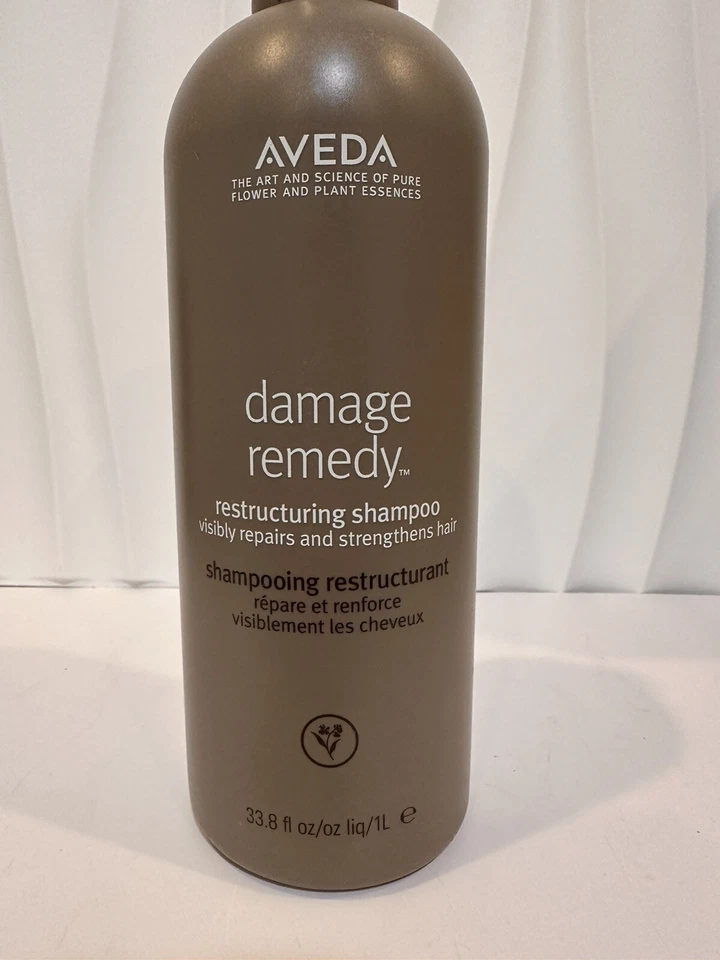 AVEDA
THE ART AND SCIENCE OF PURE
FLOWER AND PLANT ESSENCES
damage
remedy™
restructuring shampoo
visibly repairs and strengthens hair
shampooing restructurant
répare et renforce
visiblement les cheveux
33.8 fl oz/oz liq/1L ℮